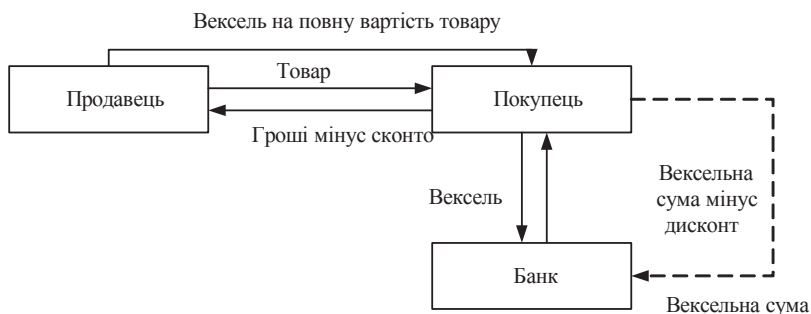 Вексель на повну вартість товару
Товар
Продавець
Покупець
Гроші мінус сконто
Вексель
Вексельна
сума мінус
дисконт
Банк
Вексельна сума